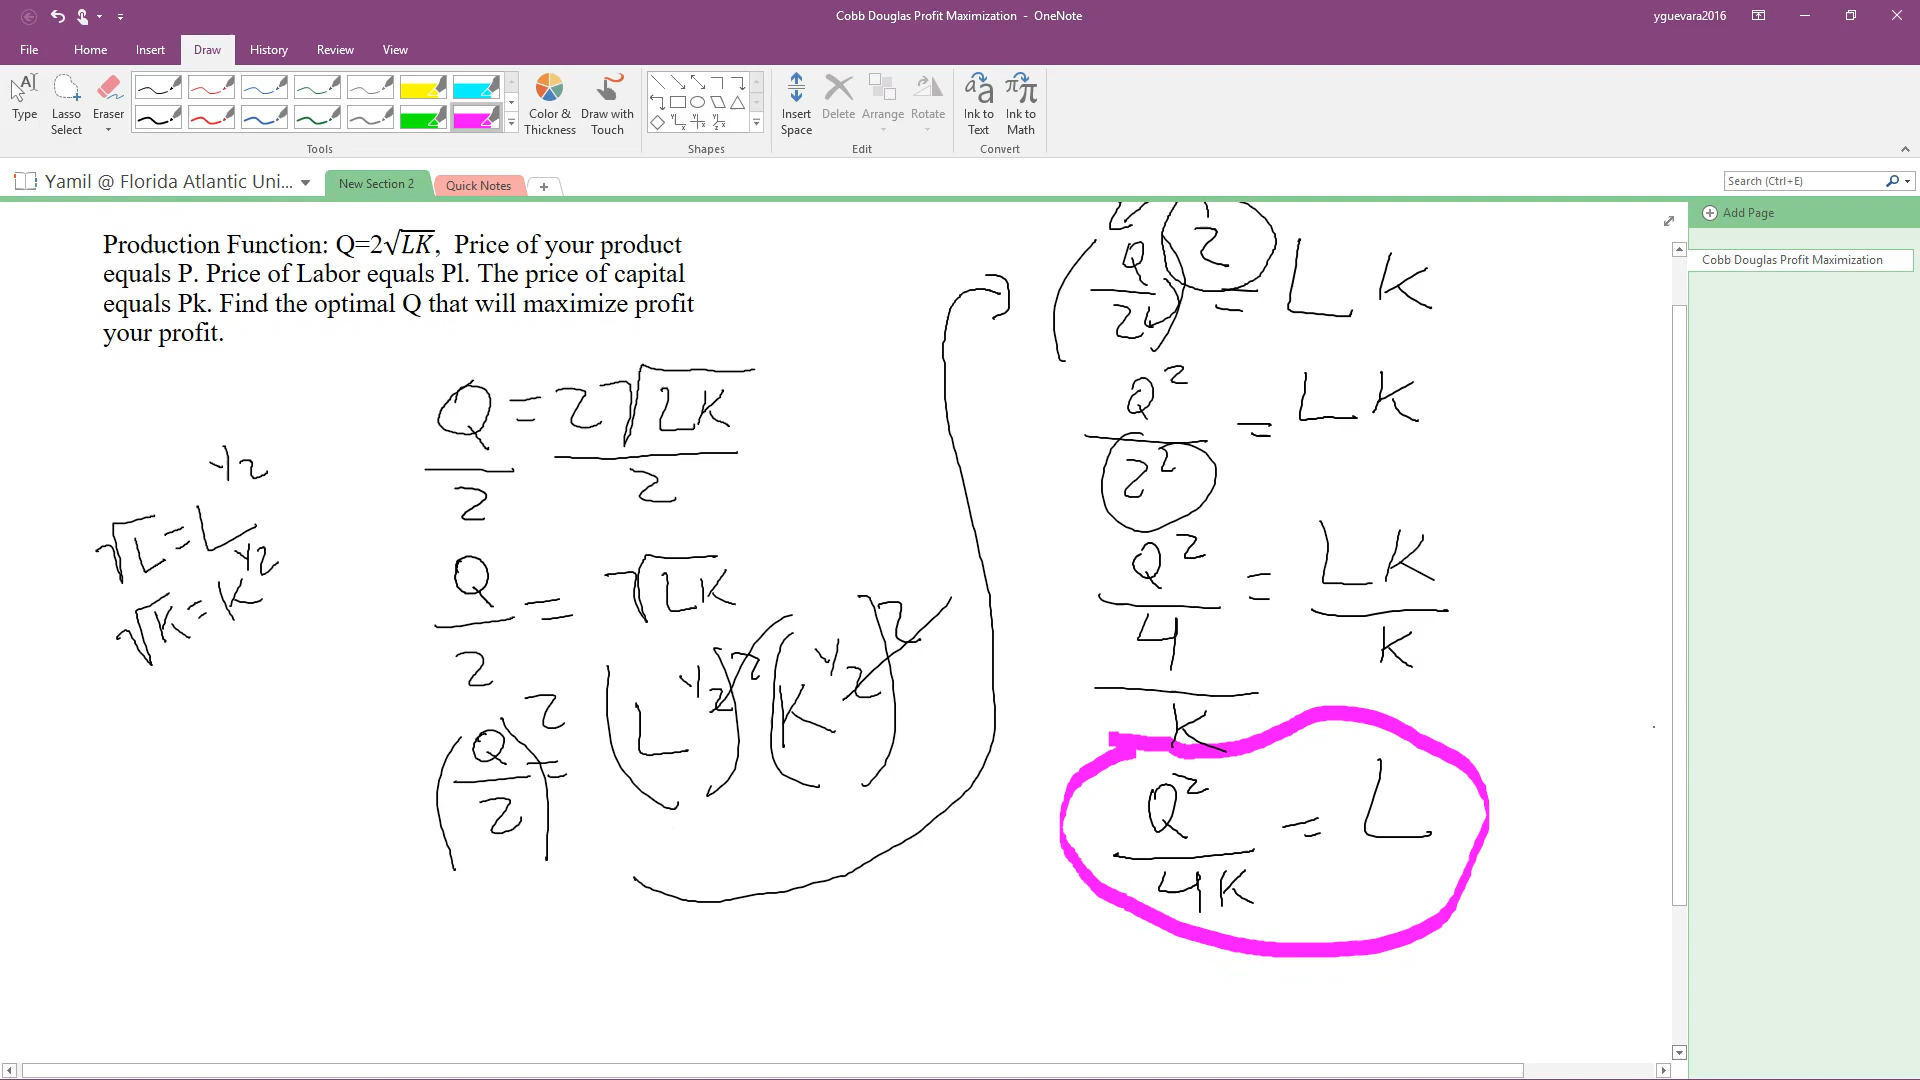 Cobb Douglas Profit Maximization - OneNote
yguevara2016
File Home Insert Draw History Review View
Type
Lasso Select
Eraser
Color & Thickness
Draw with Touch
Insert Space
Delete
Arrange
Rotate
Ink to Text
Ink to Math
Tools
Shapes
Edit
Convert
Yamil @ Florida Atlantic Uni...
New Section 2
Quick Notes
Search (Ctrl+E)
Add Page
Cobb Douglas Profit Maximization
Production Function: Q=2√LK, Price of your product
equals P. Price of Labor equals Pl. The price of capital
equals Pk. Find the optimal Q that will maximize profit
your profit.
Q/2 = 2√LK/2
√L = L^1/2
√K = K^1/2
Q/2 = √LK
(Q/2)^2 = (L^1/2)^2 (K^1/2)^2
(Q/2)^2 = LK
Q^2/2^2 = LK
Q^2/4/K = LK/K
Q^2/4K = L